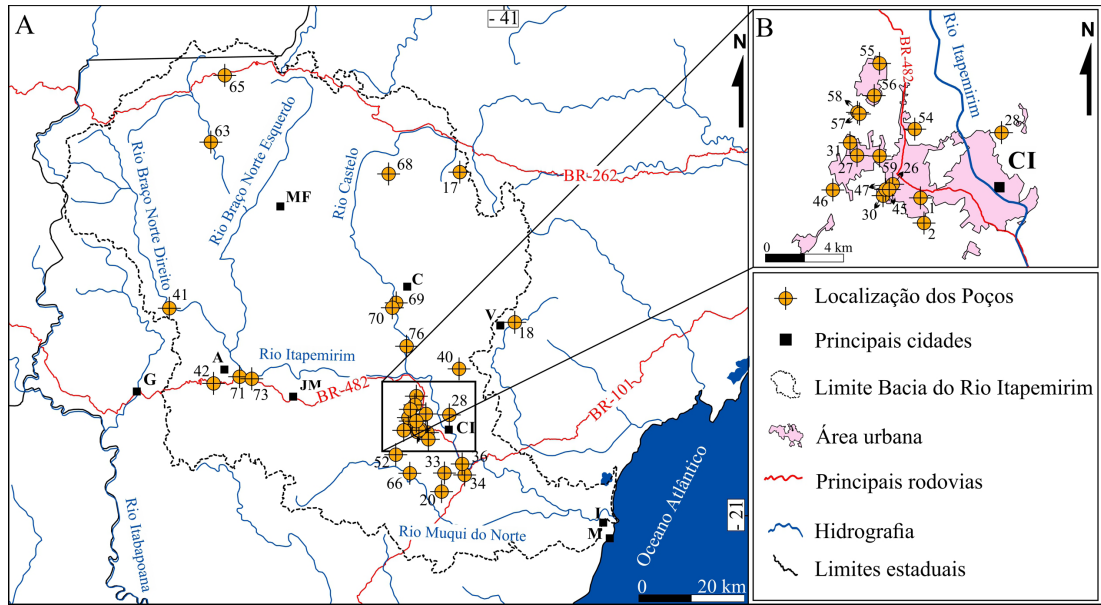 A
- 41
N
65
63
Rio Braço Norte Esquerdo
Rio Braço Norte Direito
MF
Rio Castelo
68
17
BR-262
C
69
70
41
V
18
76
40
A
42
71
73
Rio Itapemirim
JM
G
BR-482
BR-101
28
CI
52
66
33
36
34
20
Rio Muqui do Norte
I
M
Rio Itabapoana
Oceano Atlântico
- 21
0 20 km
B
Rio Itapemirim
BR-482
N
55
56
58
57
54
28
31
27
59
26
CI
46
47
30
45
1
2
0 4 km
Localização dos Poços
Principais cidades
Limite Bacia do Rio Itapemirim
Área urbana
Principais rodovias
Hidrografia
Limites estaduais